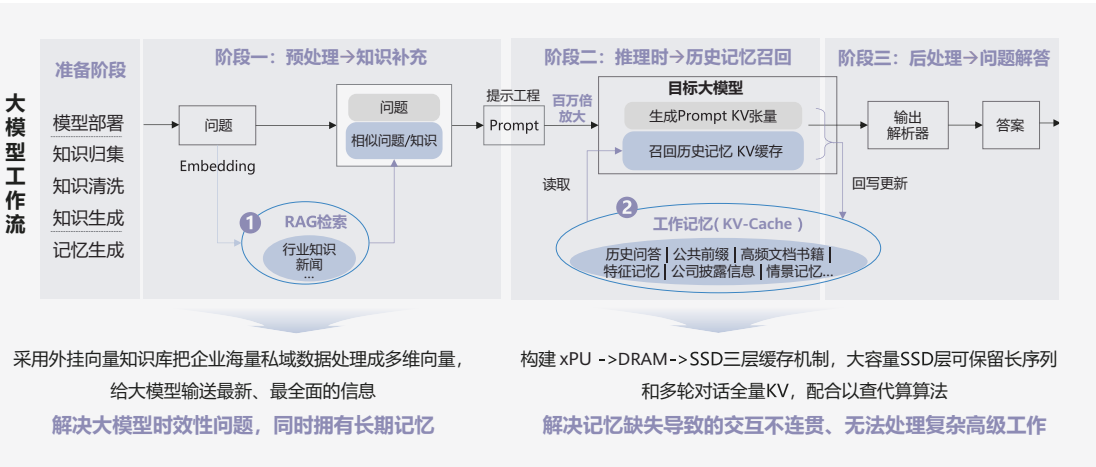 大模型工作流
准备阶段
模型部署
知识归集
知识清洗
知识生成
记忆生成
阶段一：预处理→知识补充
问题
Embedding
问题
相似问题/知识
1
RAG检索
行业知识
新闻
...
提示工程
Prompt
阶段二：推理时→历史记忆召回
百万倍
放大
目标大模型
生成Prompt KV张量
召回历史记忆 KV缓存
读取
回写更新
2
工作记忆( KV-Cache )
历史问答 | 公共前缀 | 高频文档书籍 |
特征记忆 | 公司披露信息 | 情景记忆...
阶段三：后处理→问题解答
输出
解析器
答案
采用外挂向量知识库把企业海量私域数据处理成多维向量，
给大模型输送最新、最全面的信息
解决大模型时效性问题，同时拥有长期记忆
构建 xPU ->DRAM->SSD三层缓存机制，大容量SSD层可保留长序列
和多轮对话全量KV，配合以查代算算法
解决记忆缺失导致的交互不连贯、无法处理复杂高级工作